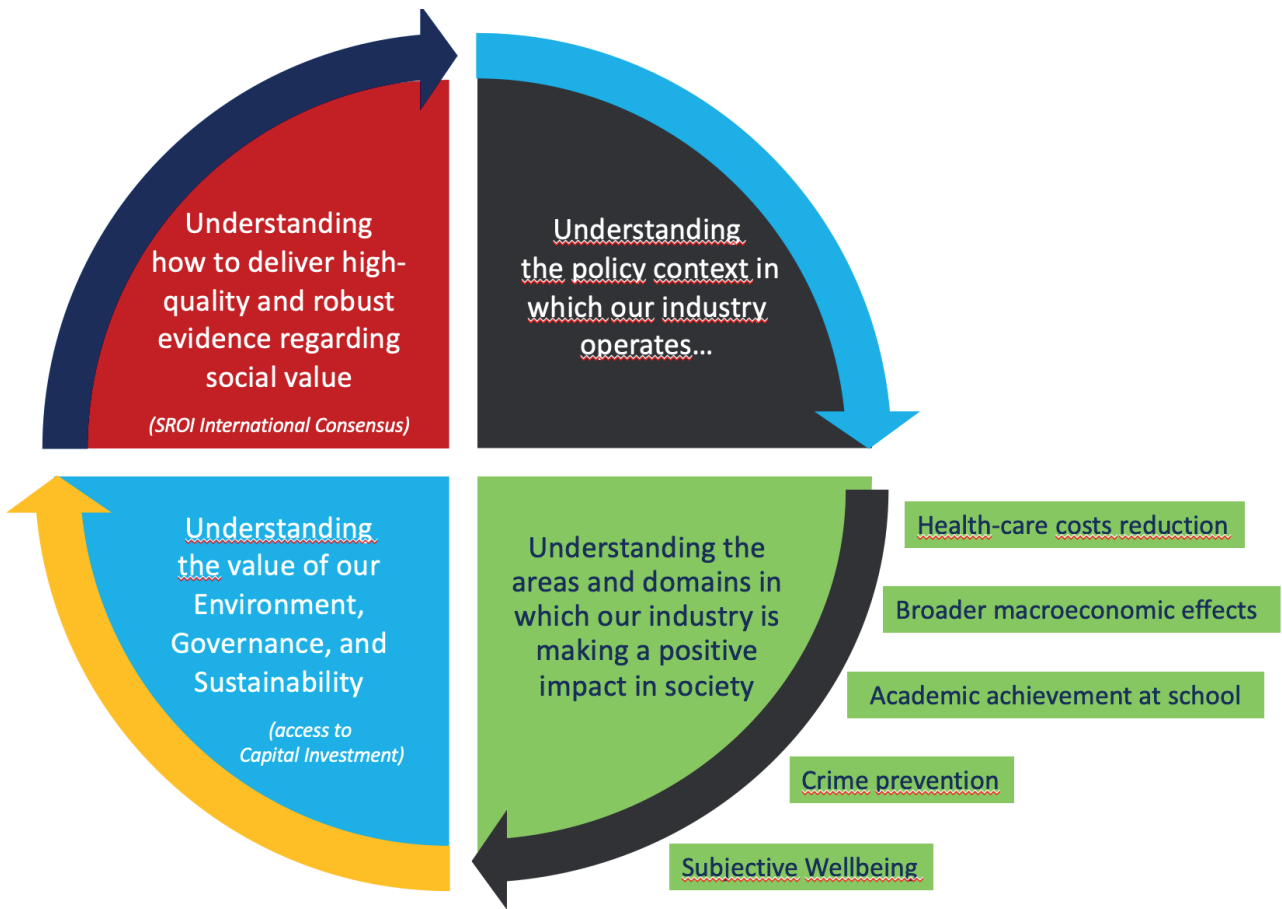 Understanding
how to deliver high-
quality and robust
evidence regarding
social value
(SROI International Consensus)
Understanding
the policy context in
which our industry
operates...
Understanding
the value of our
Environment,
Governance, and
Sustainability
(access to
Capital Investment)
Understanding the
areas and domains in
which our industry is
making a positive
impact in society
Health-care costs reduction
Broader macroeconomic effects
Academic achievement at school
Crime prevention
Subjective Wellbeing